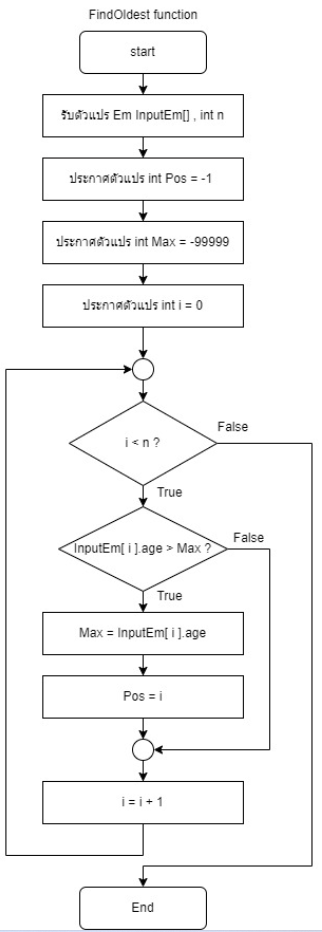 FindOldest function
start
รับตัวแปร Em InputEm[] , int n
ประกาศตัวแปร int Pos = -1
ประกาศตัวแปร int Max = -99999
ประกาศตัวแปร int i = 0
i < n ?
False
True
InputEm[ i ].age > Max ?
False
True
Max = InputEm[ i ].age
Pos = i
i = i + 1
End